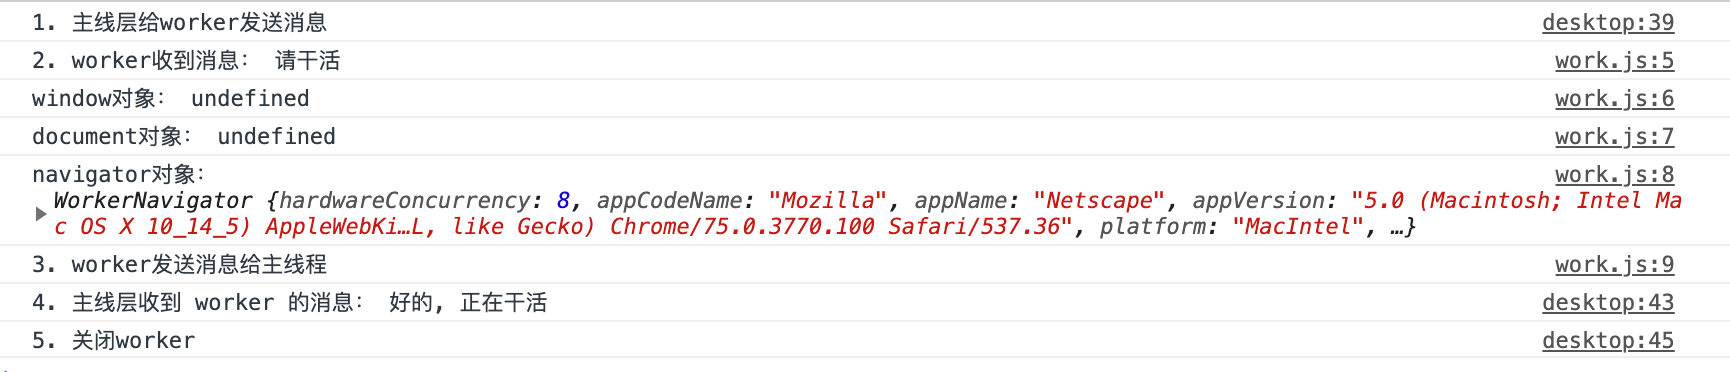 1. 主线层给worker发送消息 desktop:39
2. worker收到消息： 请干活 work.js:5
window对象： undefined work.js:6
document对象： undefined work.js:7
navigator对象： work.js:8
WorkerNavigator {hardwareConcurrency: 8, appCodeName: "Mozilla", appName: "Netscape", appVersion: "5.0 (Macintosh; Intel Ma
c OS X 10_14_5) AppleWebKi…L, like Gecko) Chrome/75.0.3770.100 Safari/537.36", platform: "MacIntel", …}
3. worker发送消息给主线程 work.js:9
4. 主线层收到 worker 的消息： 好的, 正在干活 desktop:43
5. 关闭worker desktop:45